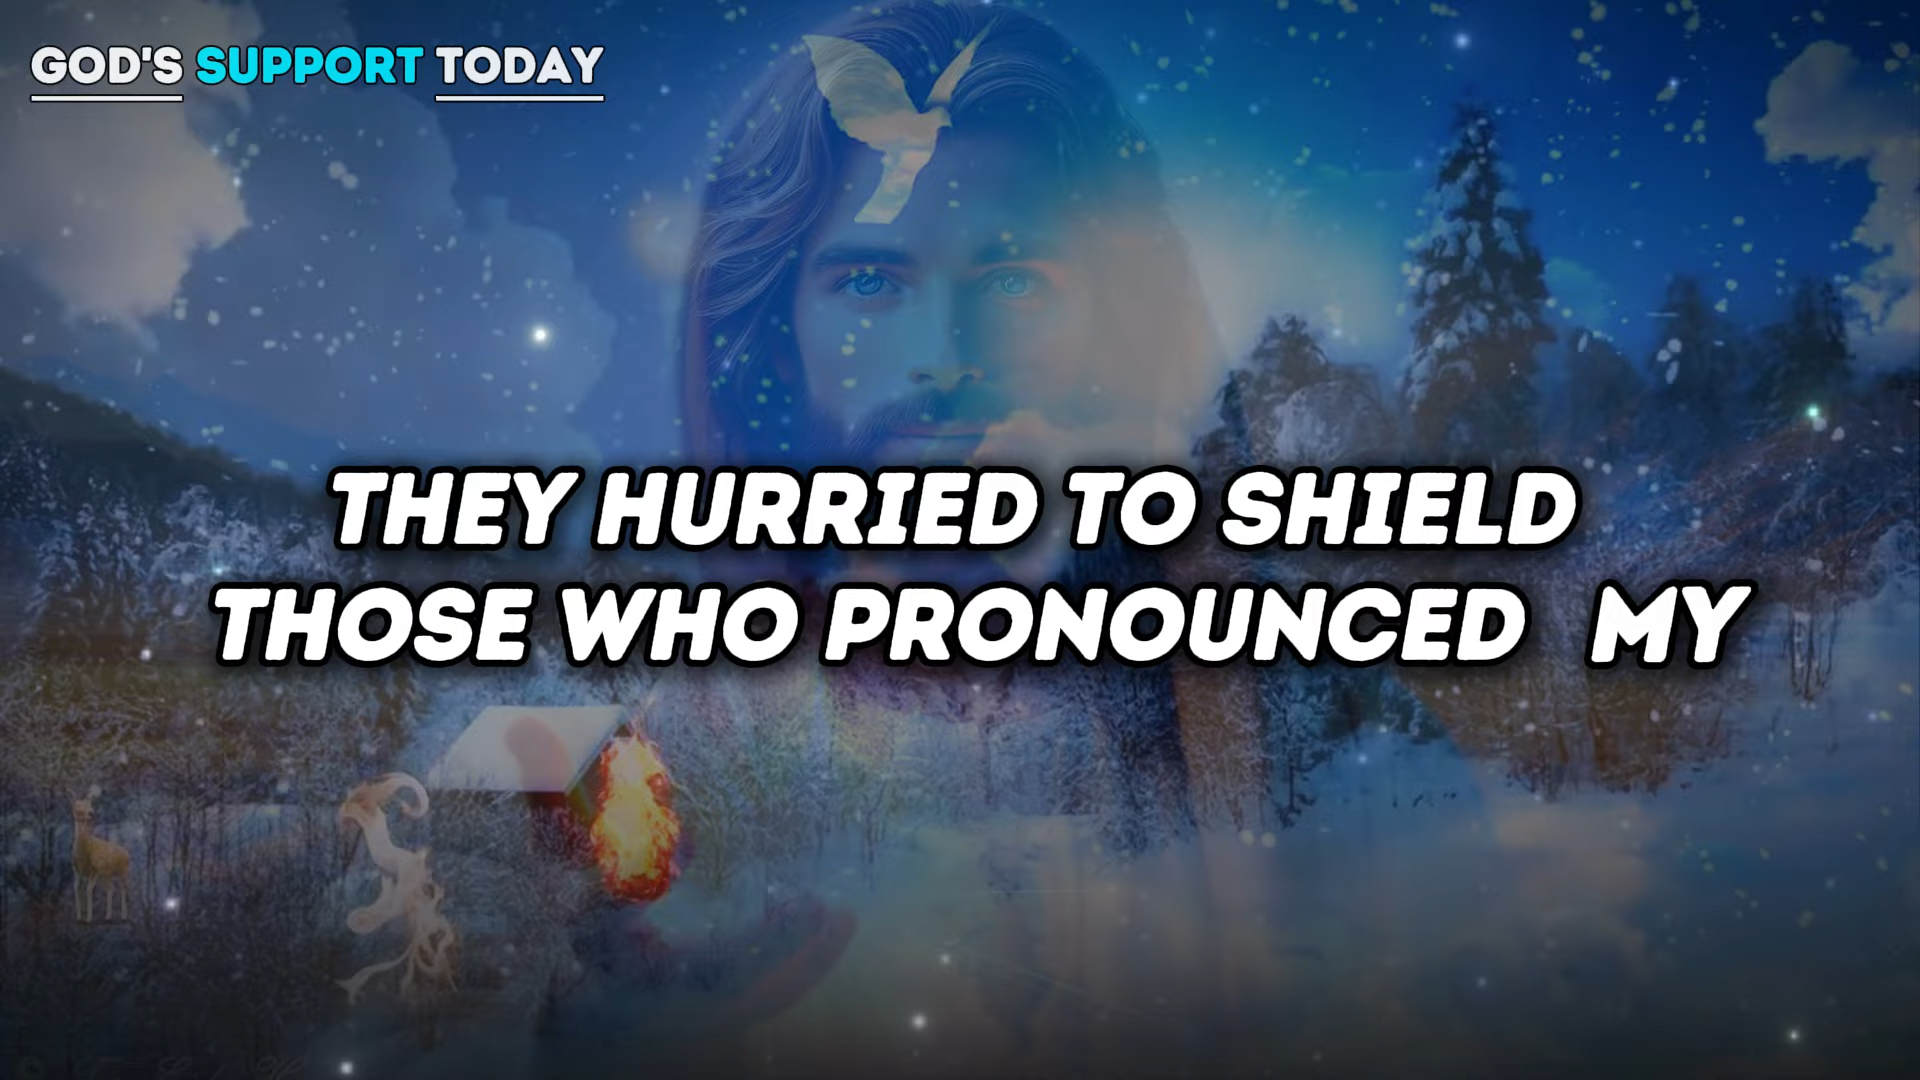 GOD'S SUPPORT TODAY
THEY HURRIED TO SHIELD
THOSE WHO PRONOUNCED MY